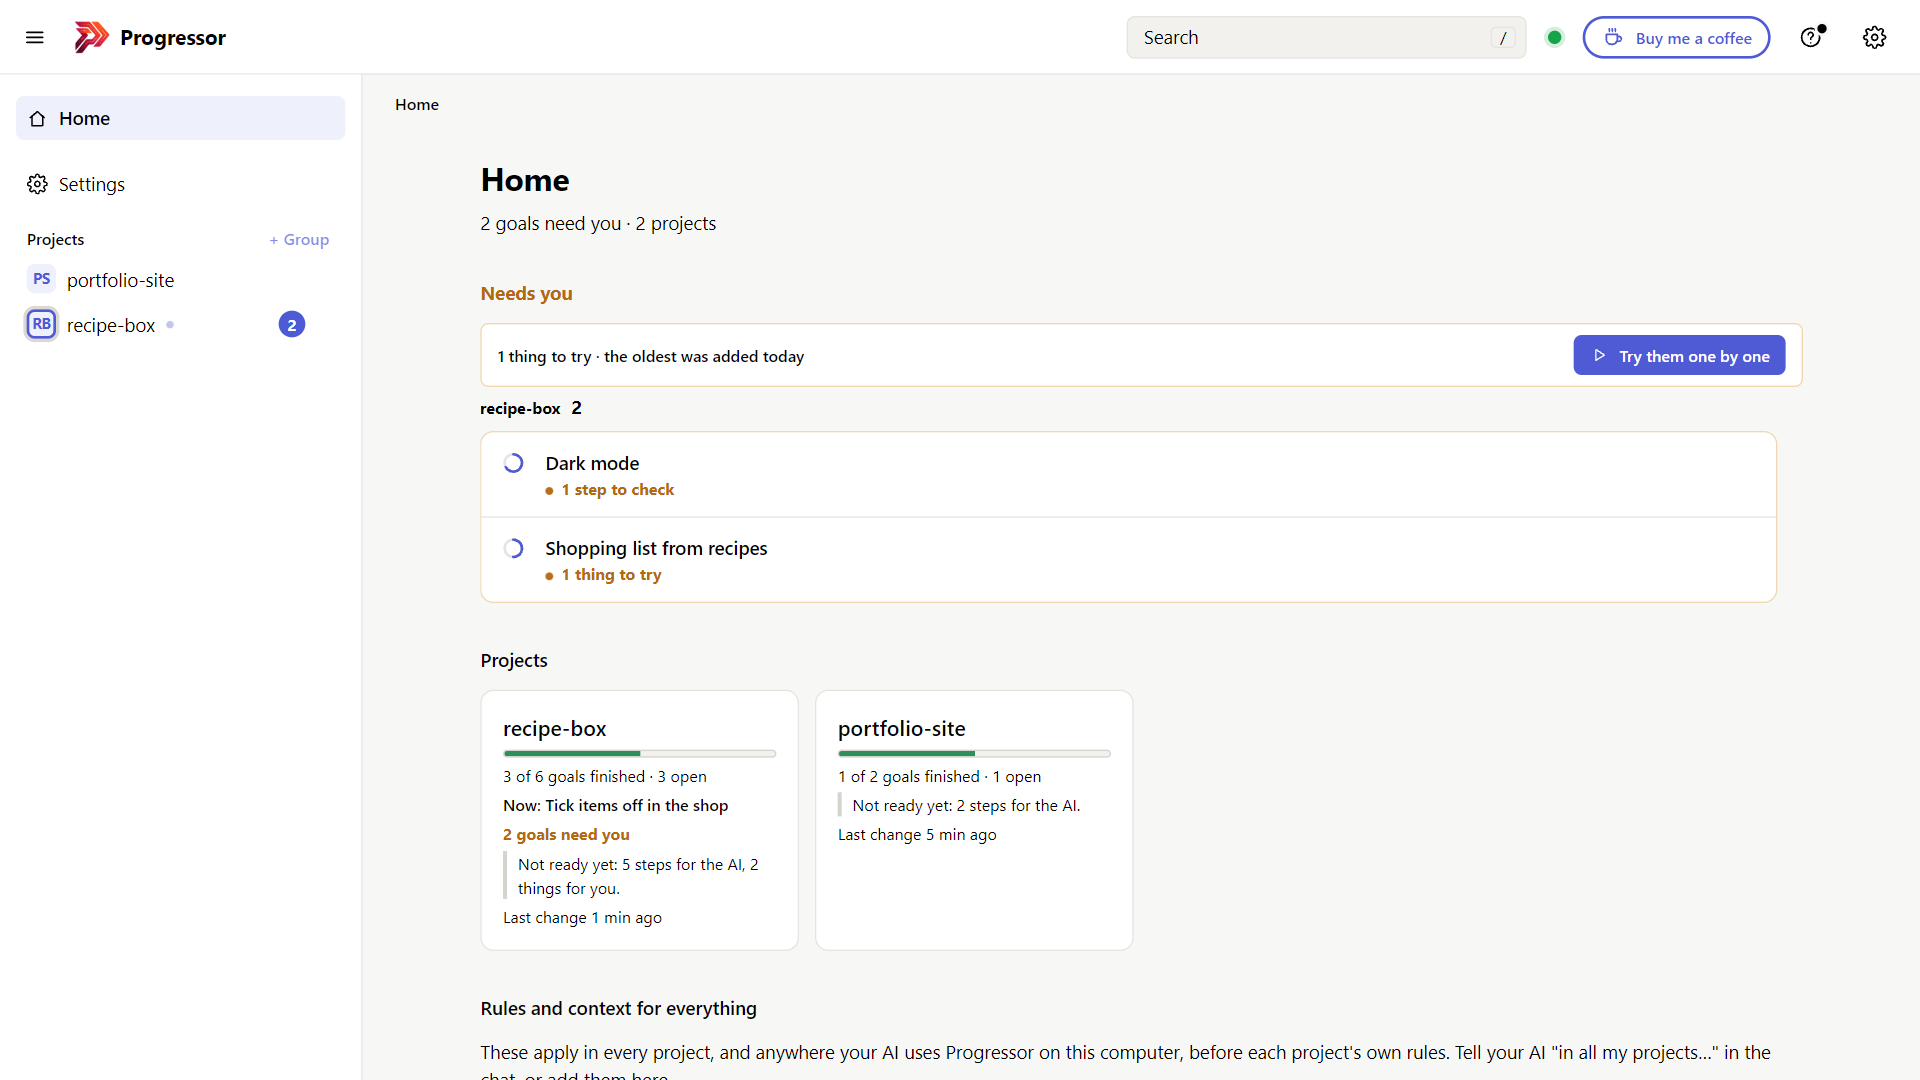 Progressor
Search
/
Buy me a coffee
Home
Settings
Projects
+ Group
PS
portfolio-site
RB
recipe-box
2
Home
Home
2 goals need you · 2 projects
Needs you
1 thing to try · the oldest was added today
Try them one by one
recipe-box 2
Dark mode
1 step to check
Shopping list from recipes
1 thing to try
Projects
recipe-box
3 of 6 goals finished · 3 open
Now: Tick items off in the shop
2 goals need you
Not ready yet: 5 steps for the AI, 2
things for you.
Last change 1 min ago
portfolio-site
1 of 2 goals finished · 1 open
Not ready yet: 2 steps for the AI.
Last change 5 min ago
Rules and context for everything
These apply in every project, and anywhere your AI uses Progressor on this computer, before each project's own rules. Tell your AI "in all my projects..." in the
chat, or add them here.